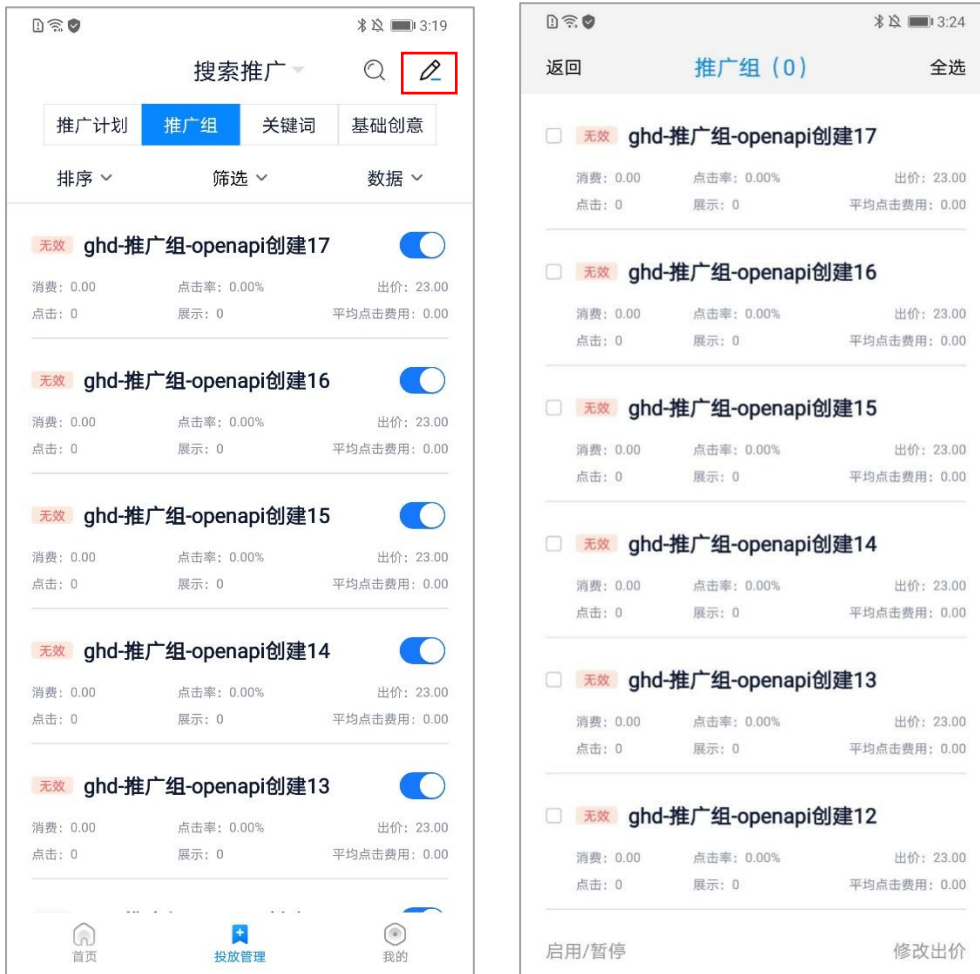 3:19
搜索推广
推广计划 推广组 关键词 基础创意
排序 筛选 数据
无效 ghd-推广组-openapi创建17
消费：0.00 点击率：0.00% 出价：23.00
点击：0 展示：0 平均点击费用：0.00
无效 ghd-推广组-openapi创建16
消费：0.00 点击率：0.00% 出价：23.00
点击：0 展示：0 平均点击费用：0.00
无效 ghd-推广组-openapi创建15
消费：0.00 点击率：0.00% 出价：23.00
点击：0 展示：0 平均点击费用：0.00
无效 ghd-推广组-openapi创建14
消费：0.00 点击率：0.00% 出价：23.00
点击：0 展示：0 平均点击费用：0.00
无效 ghd-推广组-openapi创建13
消费：0.00 点击率：0.00% 出价：23.00
点击：0 展示：0 平均点击费用：0.00
首页 投放管理 我的
3:24
返回 推广组（0） 全选
无效 ghd-推广组-openapi创建17
消费：0.00 点击率：0.00% 出价：23.00
点击：0 展示：0 平均点击费用：0.00
无效 ghd-推广组-openapi创建16
消费：0.00 点击率：0.00% 出价：23.00
点击：0 展示：0 平均点击费用：0.00
无效 ghd-推广组-openapi创建15
消费：0.00 点击率：0.00% 出价：23.00
点击：0 展示：0 平均点击费用：0.00
无效 ghd-推广组-openapi创建14
消费：0.00 点击率：0.00% 出价：23.00
点击：0 展示：0 平均点击费用：0.00
无效 ghd-推广组-openapi创建13
消费：0.00 点击率：0.00% 出价：23.00
点击：0 展示：0 平均点击费用：0.00
无效 ghd-推广组-openapi创建12
消费：0.00 点击率：0.00% 出价：23.00
点击：0 展示：0 平均点击费用：0.00
启用/暂停 修改出价